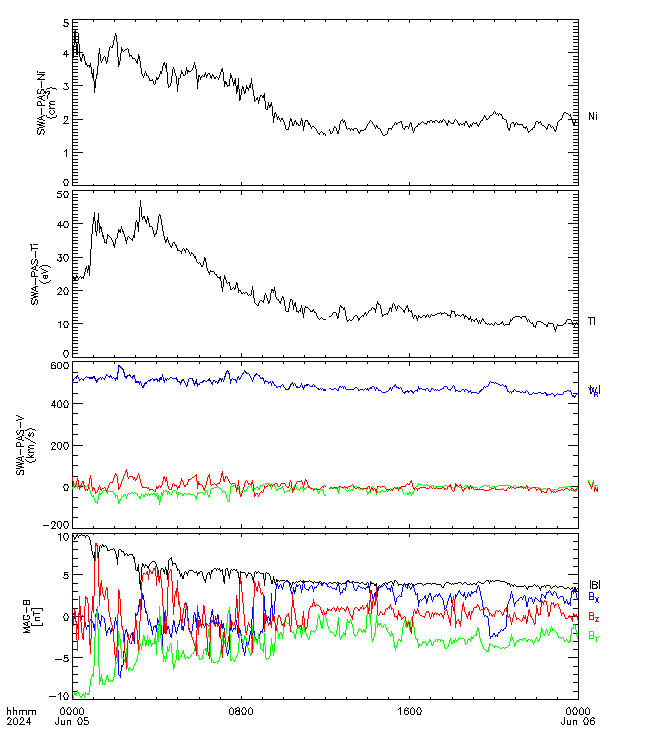 5
4
3
2
1
0
SWA-PAS-Ni
(cm⁻³)
Ni
50
40
30
20
10
0
SWA-PAS-Ti
(eV)
Ti
600
400
200
0
-200
SWA-PAS-V
(km/s)
|v|
10
5
0
-5
-10
MAG-B
[nT]
|B|
Bx
Bz
By
hhmm
2024
0000
Jun 05
0800
1600
0000
Jun 06